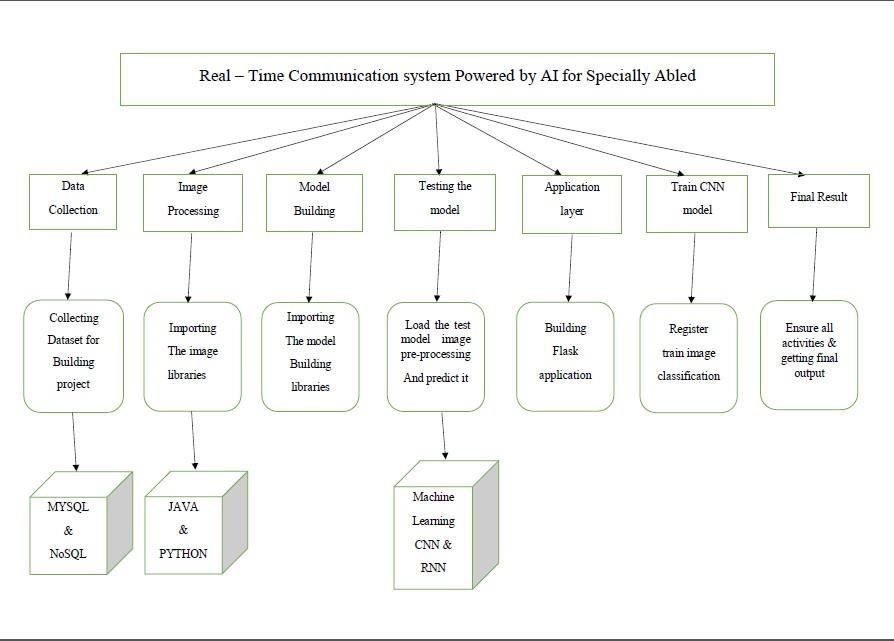 Real – Time Communication system Powered by AI for Specially Abled
Data
Collection
Image
Processing
Model
Building
Testing the
model
Application
layer
Train CNN
model
Final Result
Collecting
Dataset for
Building
project
Importing
The image
libraries
Importing
The model
Building
libraries
Load the test
model image
pre-processing
And predict it
Building
Flask
application
Register
train image
classification
Ensure all
activities &
getting final
output
MYSQL
&
NoSQL
JAVA
&
PYTHON
Machine
Learning
CNN &
RNN